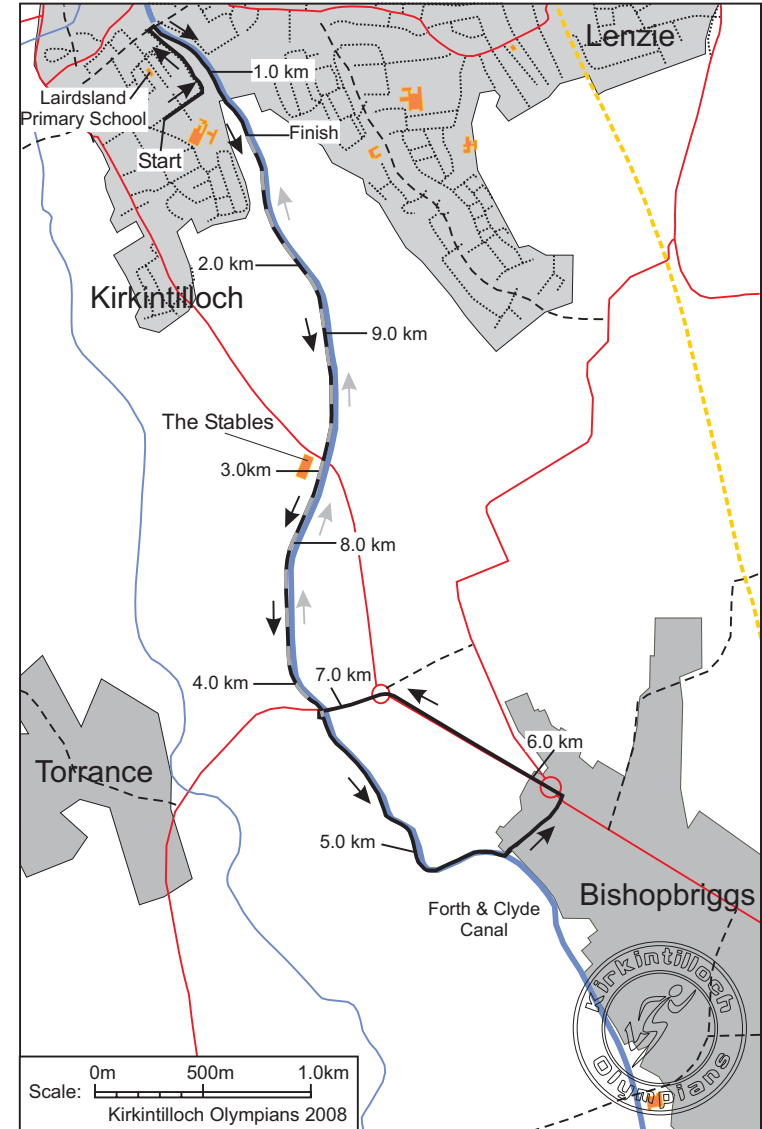 Lenzie
1.0 km
Lairdsland
Primary School
Finish
Start
2.0 km
Kirkintilloch
9.0 km
The Stables
3.0km
8.0 km
7.0 km
4.0 km
6.0 km
Torrance
5.0 km
Bishopbriggs
Forth & Clyde
Canal
Kirkintilloch
Olympians
0m 500m 1.0km
Scale:
Kirkintilloch Olympians 2008